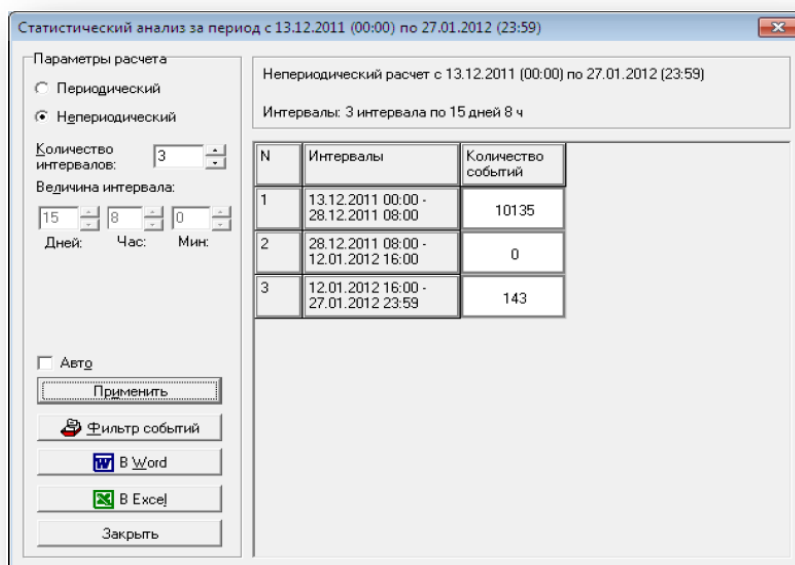 Статистический анализ за период с 13.12.2011 (00:00) по 27.01.2012 (23:59)
Параметры расчета
Периодический
Непериодический
Количество
интервалов:
3
Величина интервала:
15
8
0
Дней:
Час:
Мин:
Авто
Применить
Фильтр событий
В Word
В Excel
Закрыть
Непериодический расчет с 13.12.2011 (00:00) по 27.01.2012 (23:59)
Интервалы: 3 интервала по 15 дней 8 ч
N
Интервалы
Количество
событий
1
13.12.2011 00:00 -
28.12.2011 08:00
10135
2
28.12.2011 08:00 -
12.01.2012 16:00
0
3
12.01.2012 16:00 -
27.01.2012 23:59
143